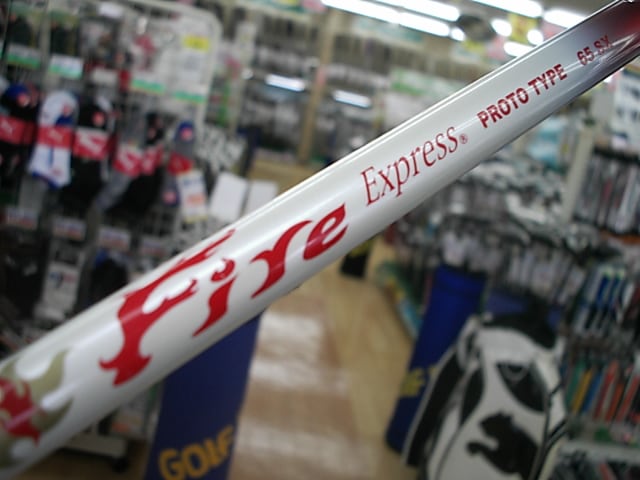 Fire Express® PROTO TYPE 65 SX
GOLF